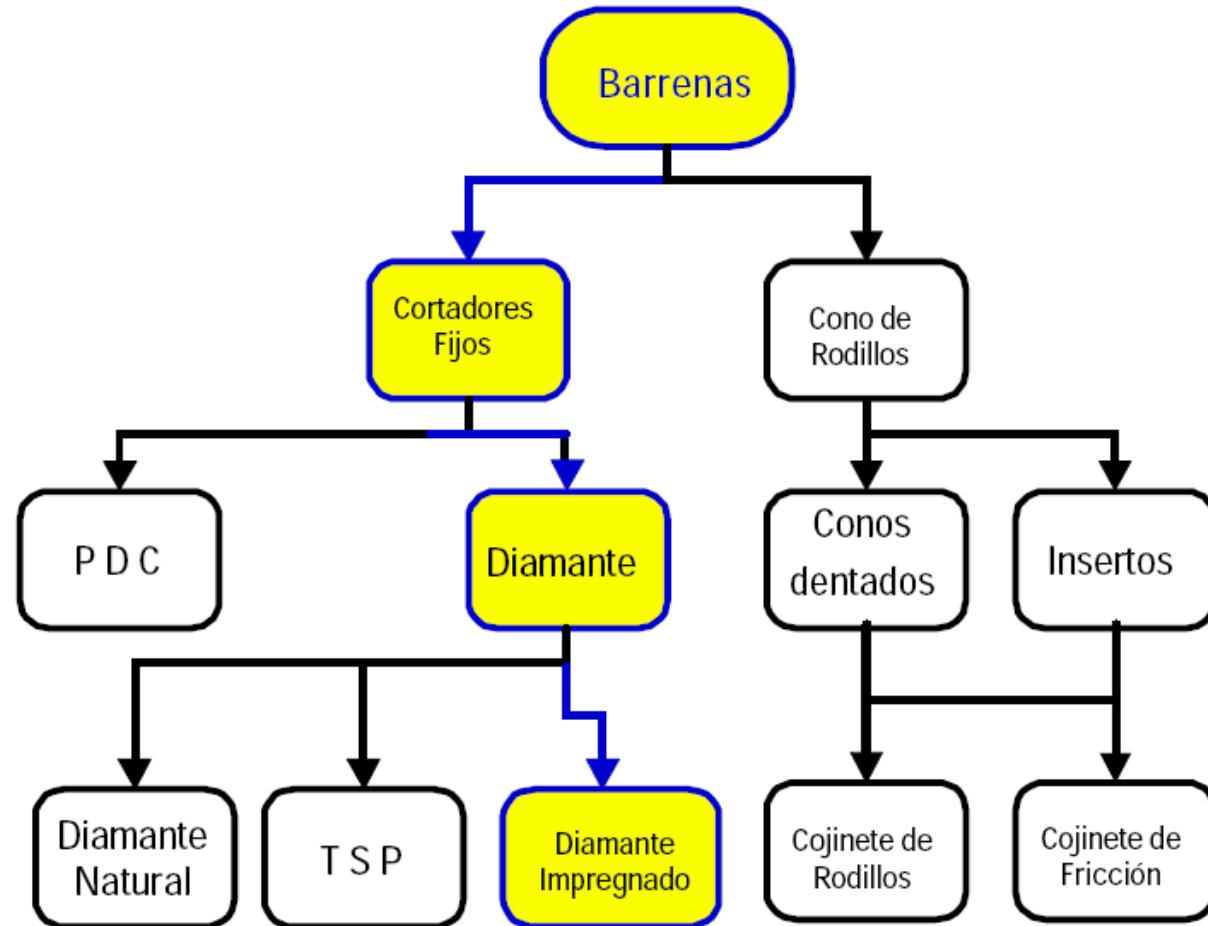 Barrenas
Cortadores
Fijos
Cono de
Rodillos
P D C
Diamante
Conos
dentados
Insertos
Diamante
Natural
T S P
Diamante
Impregnado
Cojinete de
Rodillos
Cojinete de
Fricción